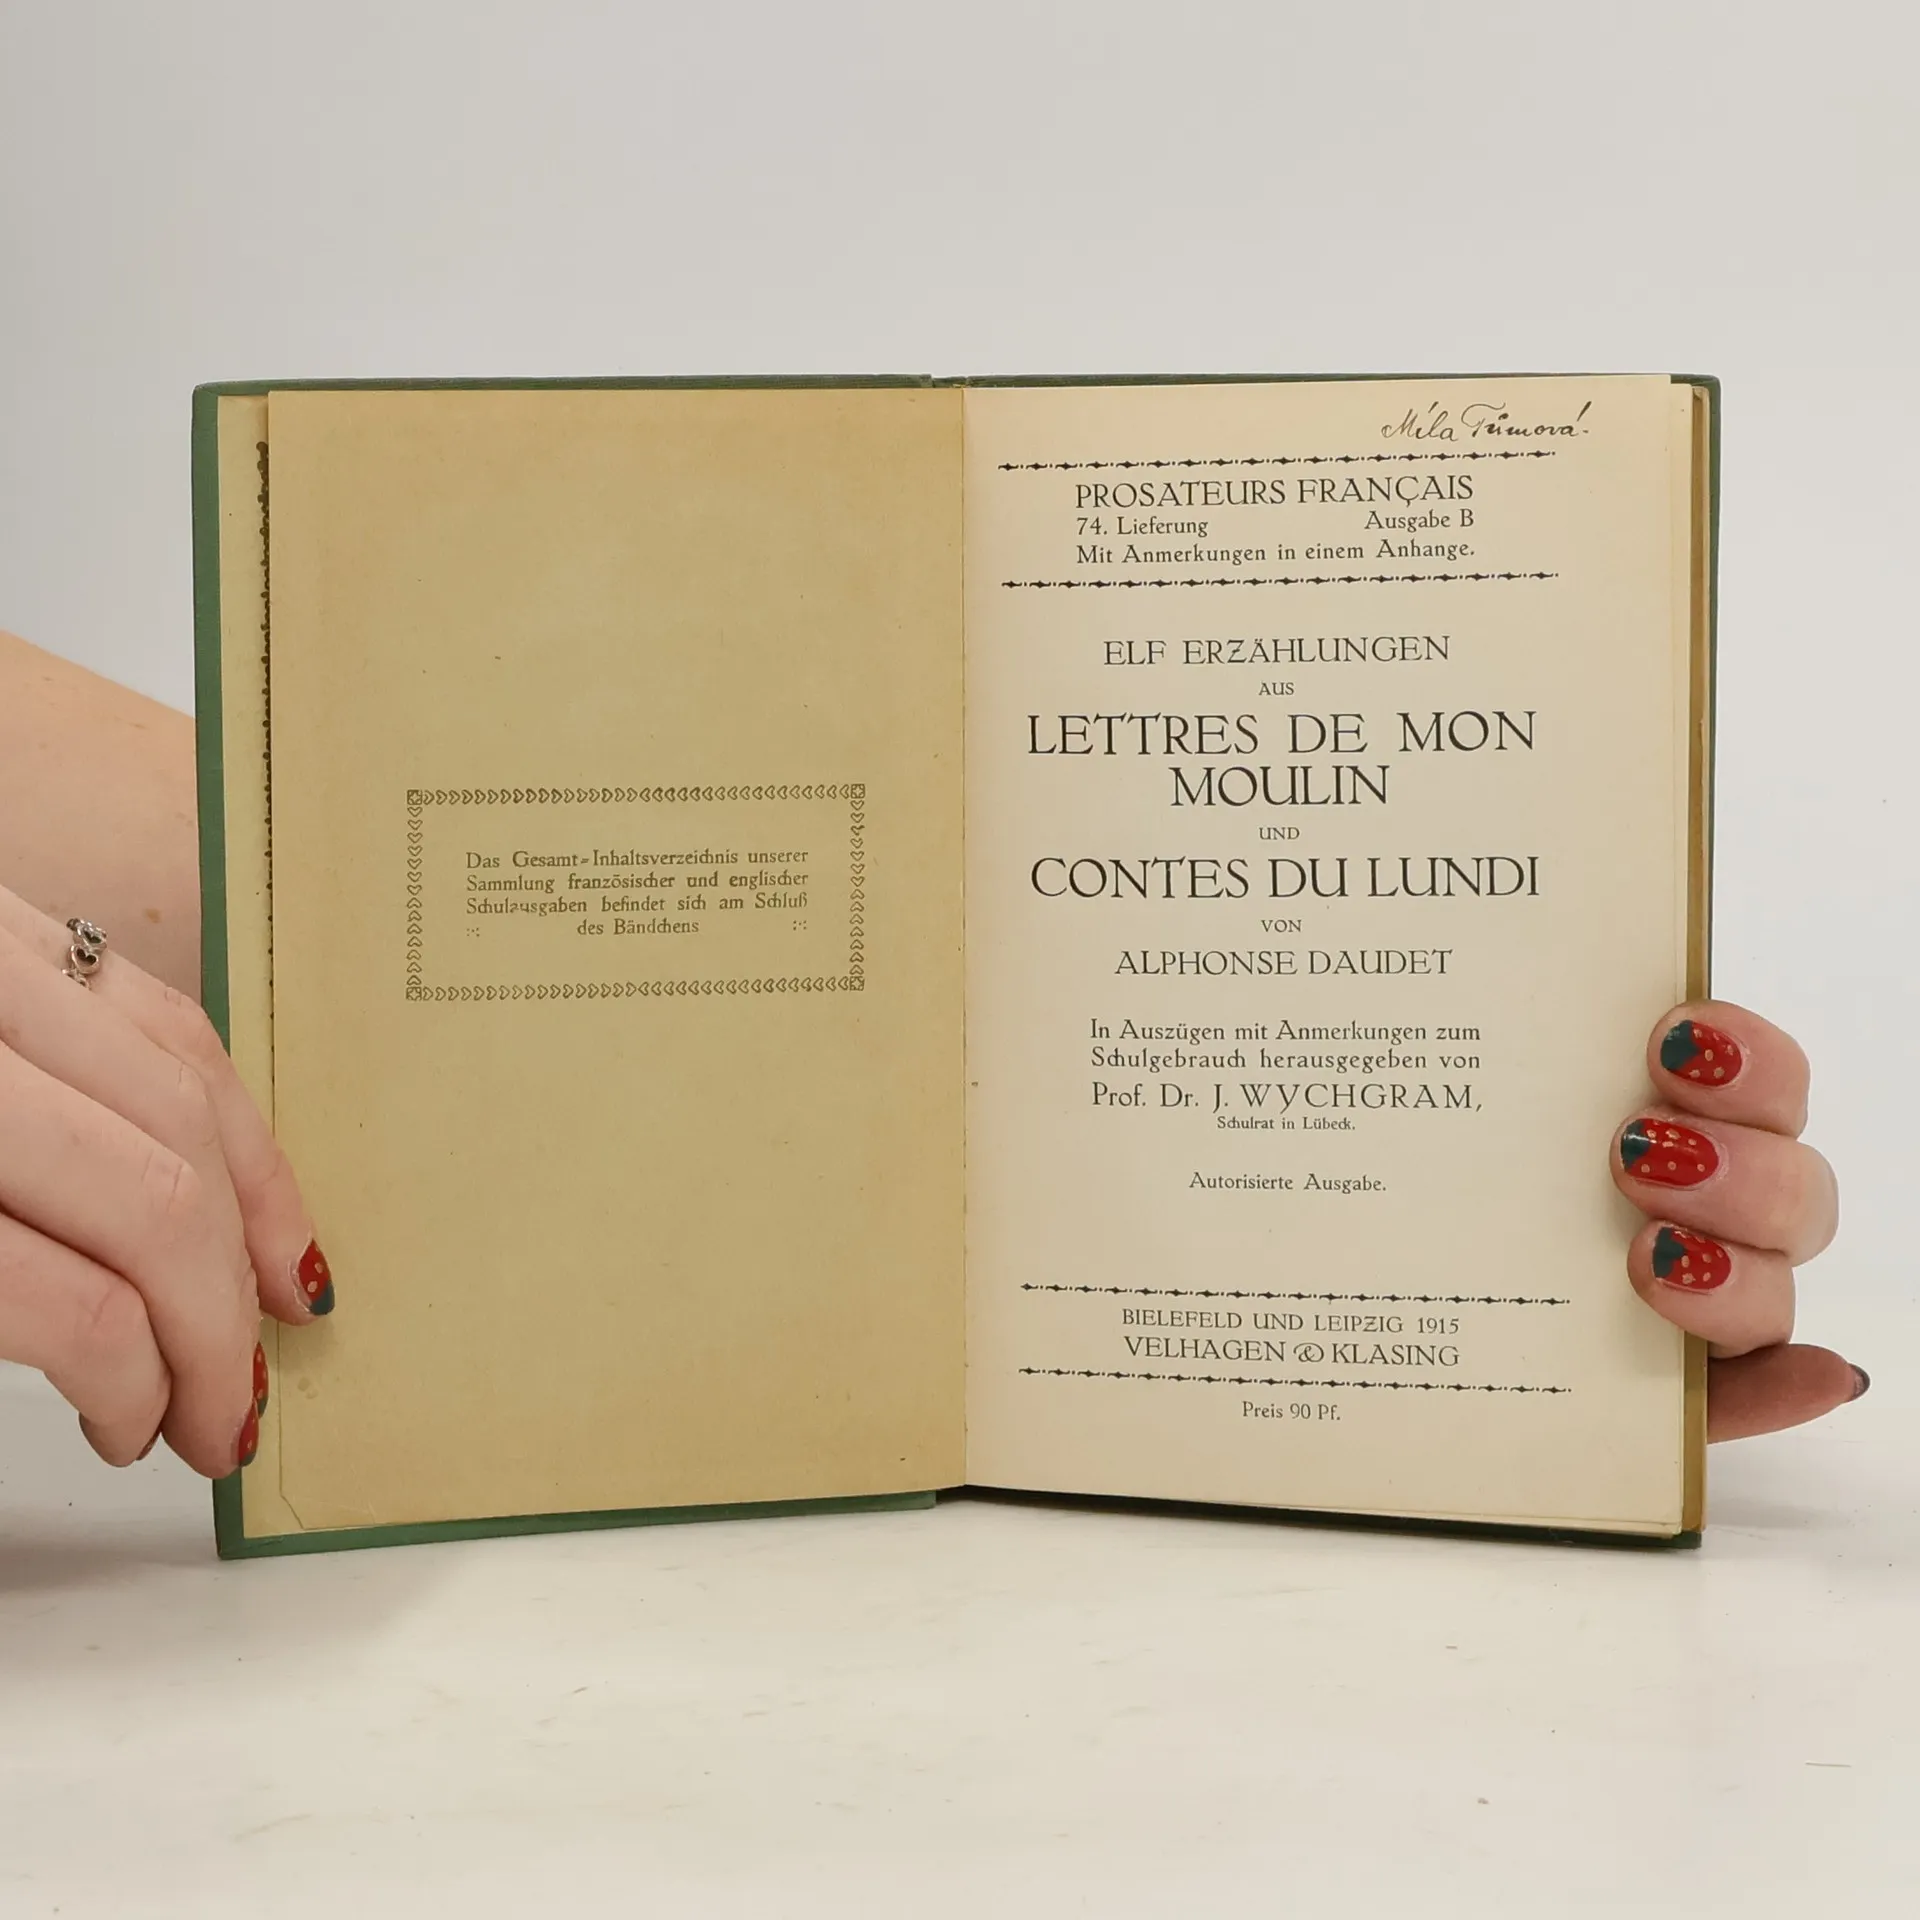 Das Gesamt-Inhaltsverzeichnis unserer
Sammlung französischer und englischer
Schulausgaben befindet sich am Schluß
des Bändchens
Míla
PROSATEURS FRANÇAIS
74. Lieferung Ausgabe B
Mit Anmerkungen in einem Anhange.
ELF ERZÄHLUNGEN
AUS
LETTRES DE MON
MOULIN
UND
CONTES DU LUNDI
VON
ALPHONSE DAUDET
In Auszügen mit Anmerkungen zum
Schulgebrauch herausgegeben von
Prof. Dr. J. WYCHGRAM,
Schulrat in Lübeck.
Autorisierte Ausgabe.
BIELEFELD UND LEIPZIG 1915
VELHAGEN & KLASING
Preis 90 Pf.